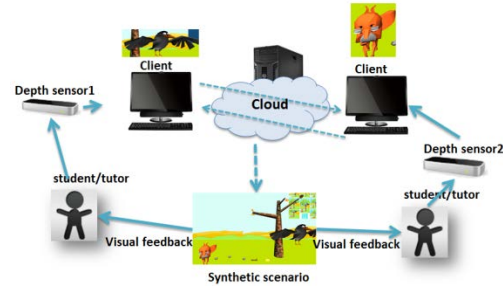 Client
Client
Cloud
Depth sensor1
Depth sensor2
student/tutor
student/tutor
Visual feedback
Visual feedback
Synthetic scenario